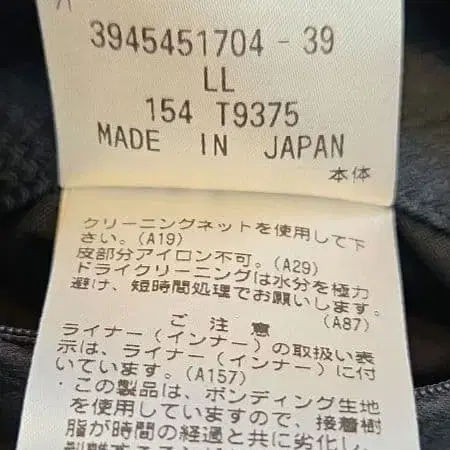 3945451704-39
LL
154 T9375
MADE IN JAPAN
本体
クリーニングネットを使用して下
さい。(A19)
皮部分アイロン不可。(A29)
ドライクリーニングは水分を極力
避け、短時間処理でお願いします。
(A87)
ご注意
ライナー(インナー)の取扱い表
示は、ライナー(インナー)に付
いています。(A157)
・この製品は、ボンディング生地
を使用していますので、接着樹
脂が時間の経過と共に劣化し、